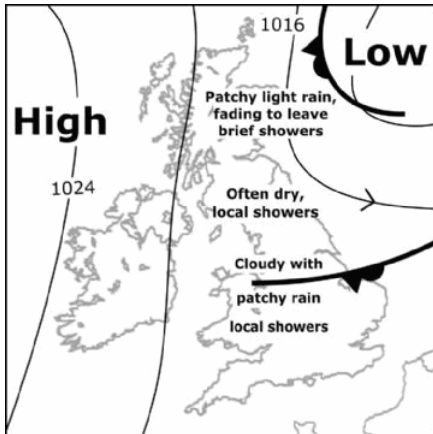 1016
Low
High
Patchy light rain,
fading to leave
brief showers
1024
Often dry,
local showers
Cloudy with
patchy rain
local showers